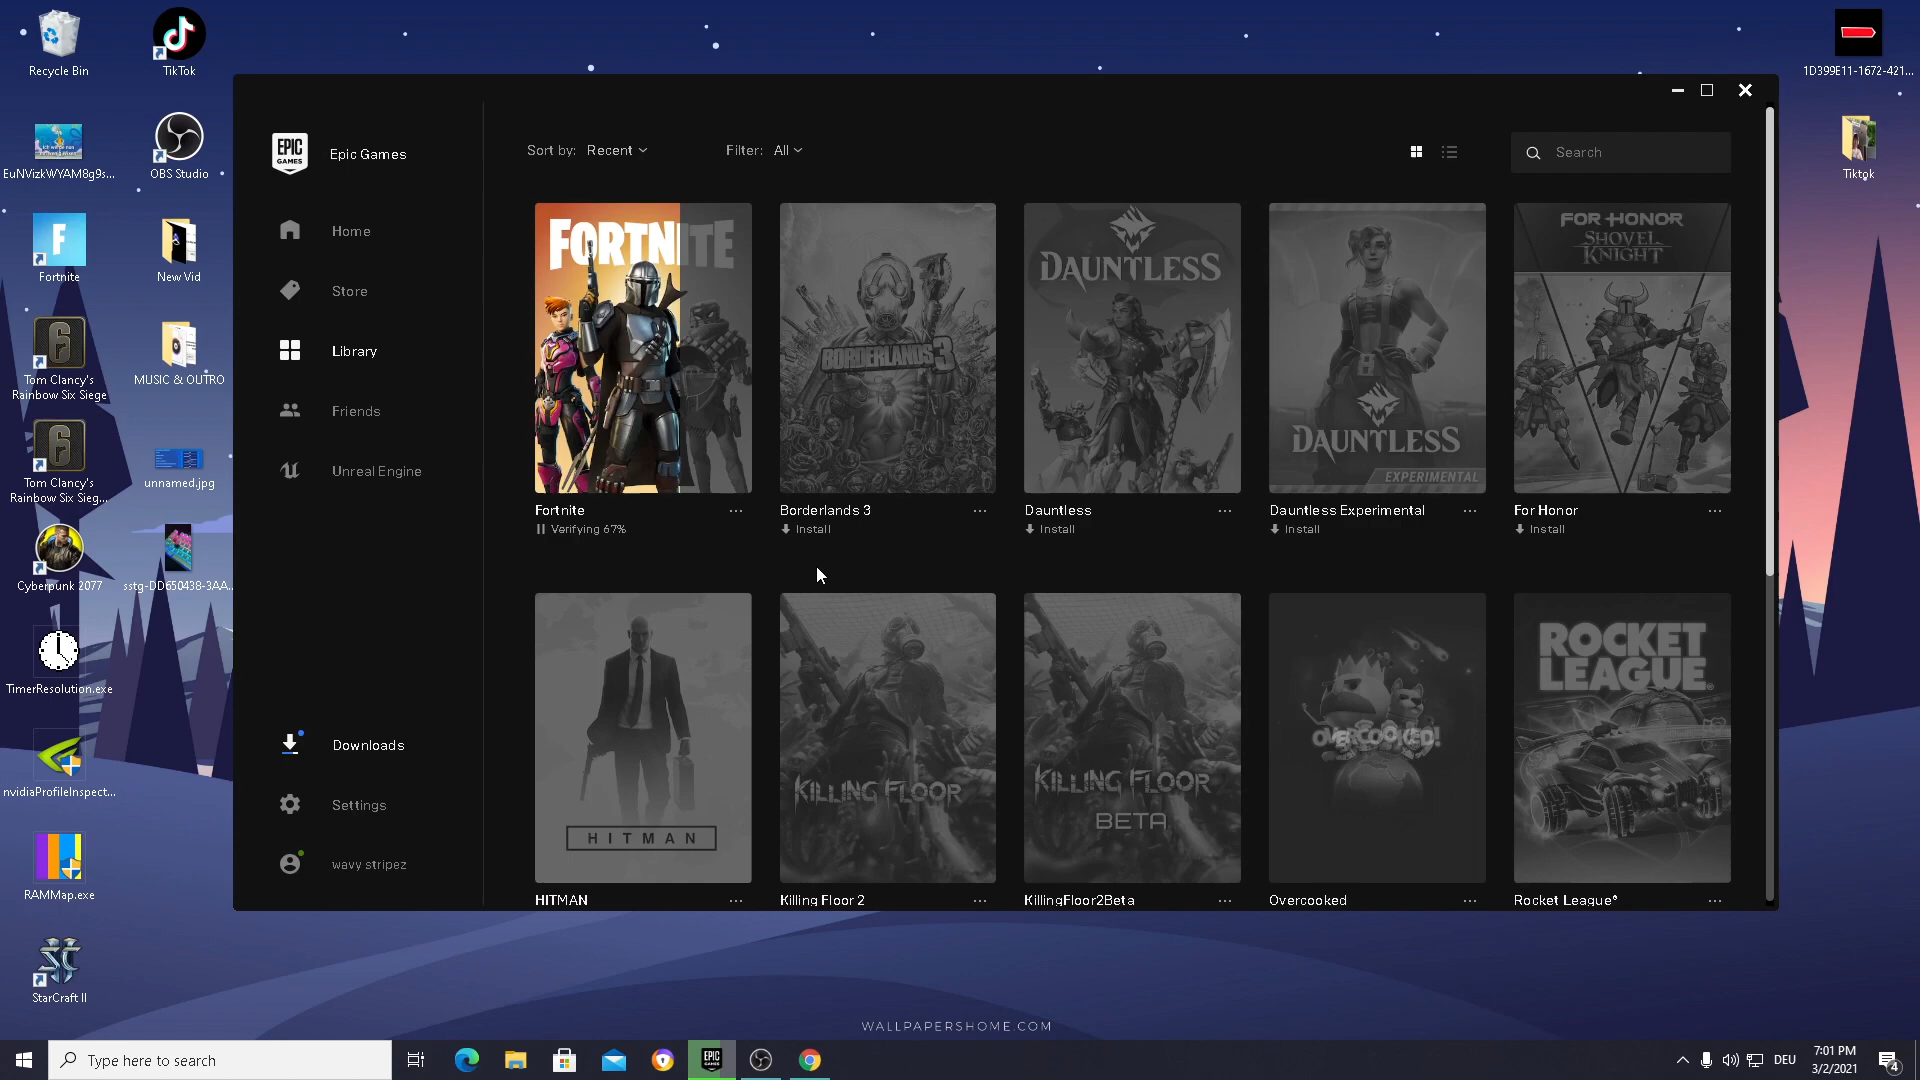 Recycle Bin
TikTok
1D399E11-1672-421...
EuNVizkWYAM8g9s...
OBS Studio
Tiktok
Fortnite
New Vid
Tom Clancy's
Rainbow Six Siege
MUSIC & OUTRO
Tom Clancy's
Rainbow Six Sieg...
unnamed.jpg
Cyberpunk 2077
sstg-DD650438-3AA...
TimerResolution.exe
nvidiaProfileInspect...
RAMMap.exe
StarCraft II
EPIC
GAMES
Epic Games
Home
Store
Library
Friends
Unreal Engine
Downloads
Settings
wavy stripez
Sort by: Recent
Filter: All
Search
FORTNITE
BORDERLANDS 3
DAUNTLESS
DAUNTLESS
EXPERIMENTAL
FOR HONOR
SHOVEL
KNIGHT
Fortnite
Verifying 67%
Borderlands 3
Install
Dauntless
Install
Dauntless Experimental
Install
For Honor
Install
HITMAN
KILLING FLOOR
KILLING FLOOR
BETA
OVERCOOKED!
ROCKET
LEAGUE
HITMAN
Killing Floor 2
KillingFloor2Beta
Overcooked
Rocket League®
WALLPAPERSHOME.COM
Type here to search
EPIC
GAMES
DEU
7:01 PM
3/2/2021
4